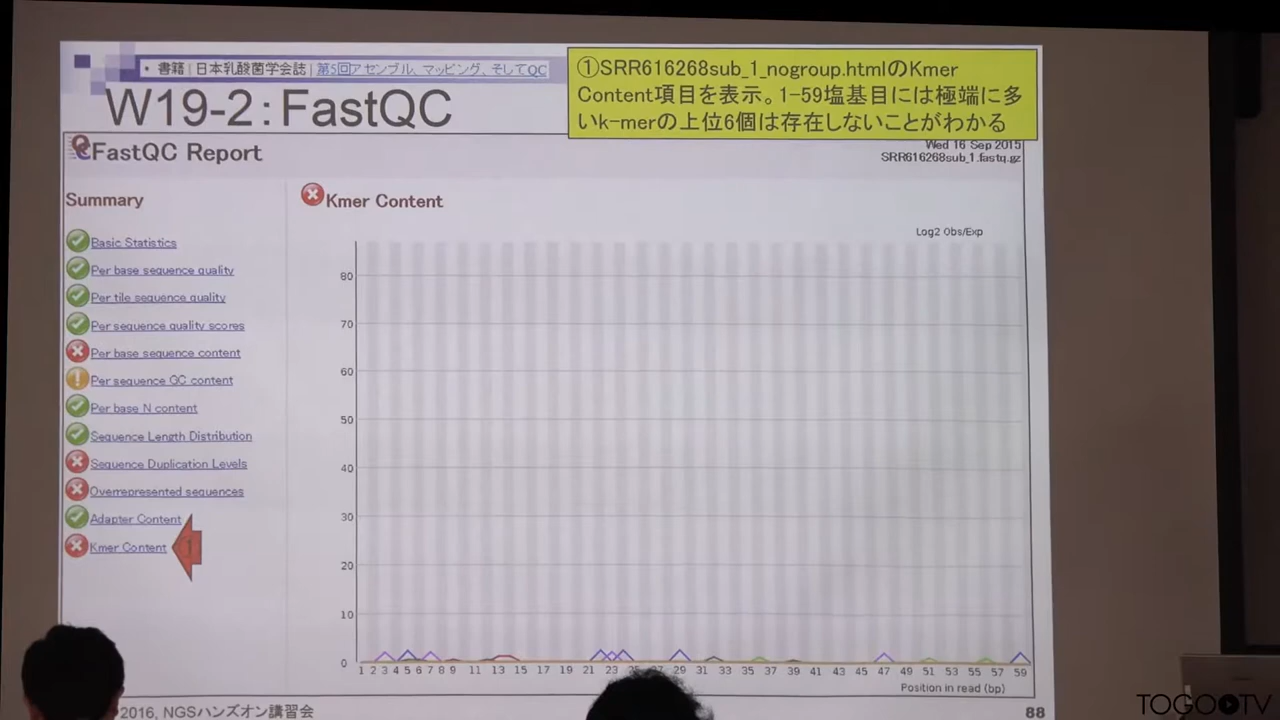 ・書籍 | 日本乳酸菌学会誌 | 第5回アセンブル、マッピング、そしてQC
W19-2：FastQC
①SRR616268sub_1_nogroup.htmlのKmer
Content項目を表示。1-59塩基目には極端に多
いk-merの上位6個は存在しないことがわかる
FastQC Report
Wed 16 Sep 2015
SRR616268sub_1.fastq.gz
Summary
Basic Statistics
Per base sequence quality
Per tile sequence quality
Per sequence quality scores
Per base sequence content
Per sequence GC content
Per base N content
Sequence Length Distribution
Sequence Duplication Levels
Overrepresented sequences
Adapter Content
Kmer Content
1
Kmer Content
Log2 Obs/Exp
80
70
60
50
40
30
20
10
0
1 2 3 4 5 6 7 8 9 11 13 15 17 19 21 23 25 27 29 31 33 35 37 39 41 43 45 47 49 51 53 55 57 59
Position in read (bp)
2016, NGSハンズオン講習会
88
TOGOTV